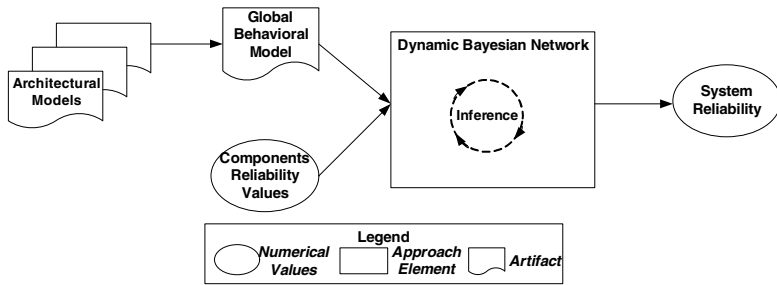 Architectural
Models
Global
Behavioral
Model
Components
Reliability
Values
Dynamic Bayesian Network
Inference
System
Reliability
Legend
Numerical
Values
Approach
Element
Artifact